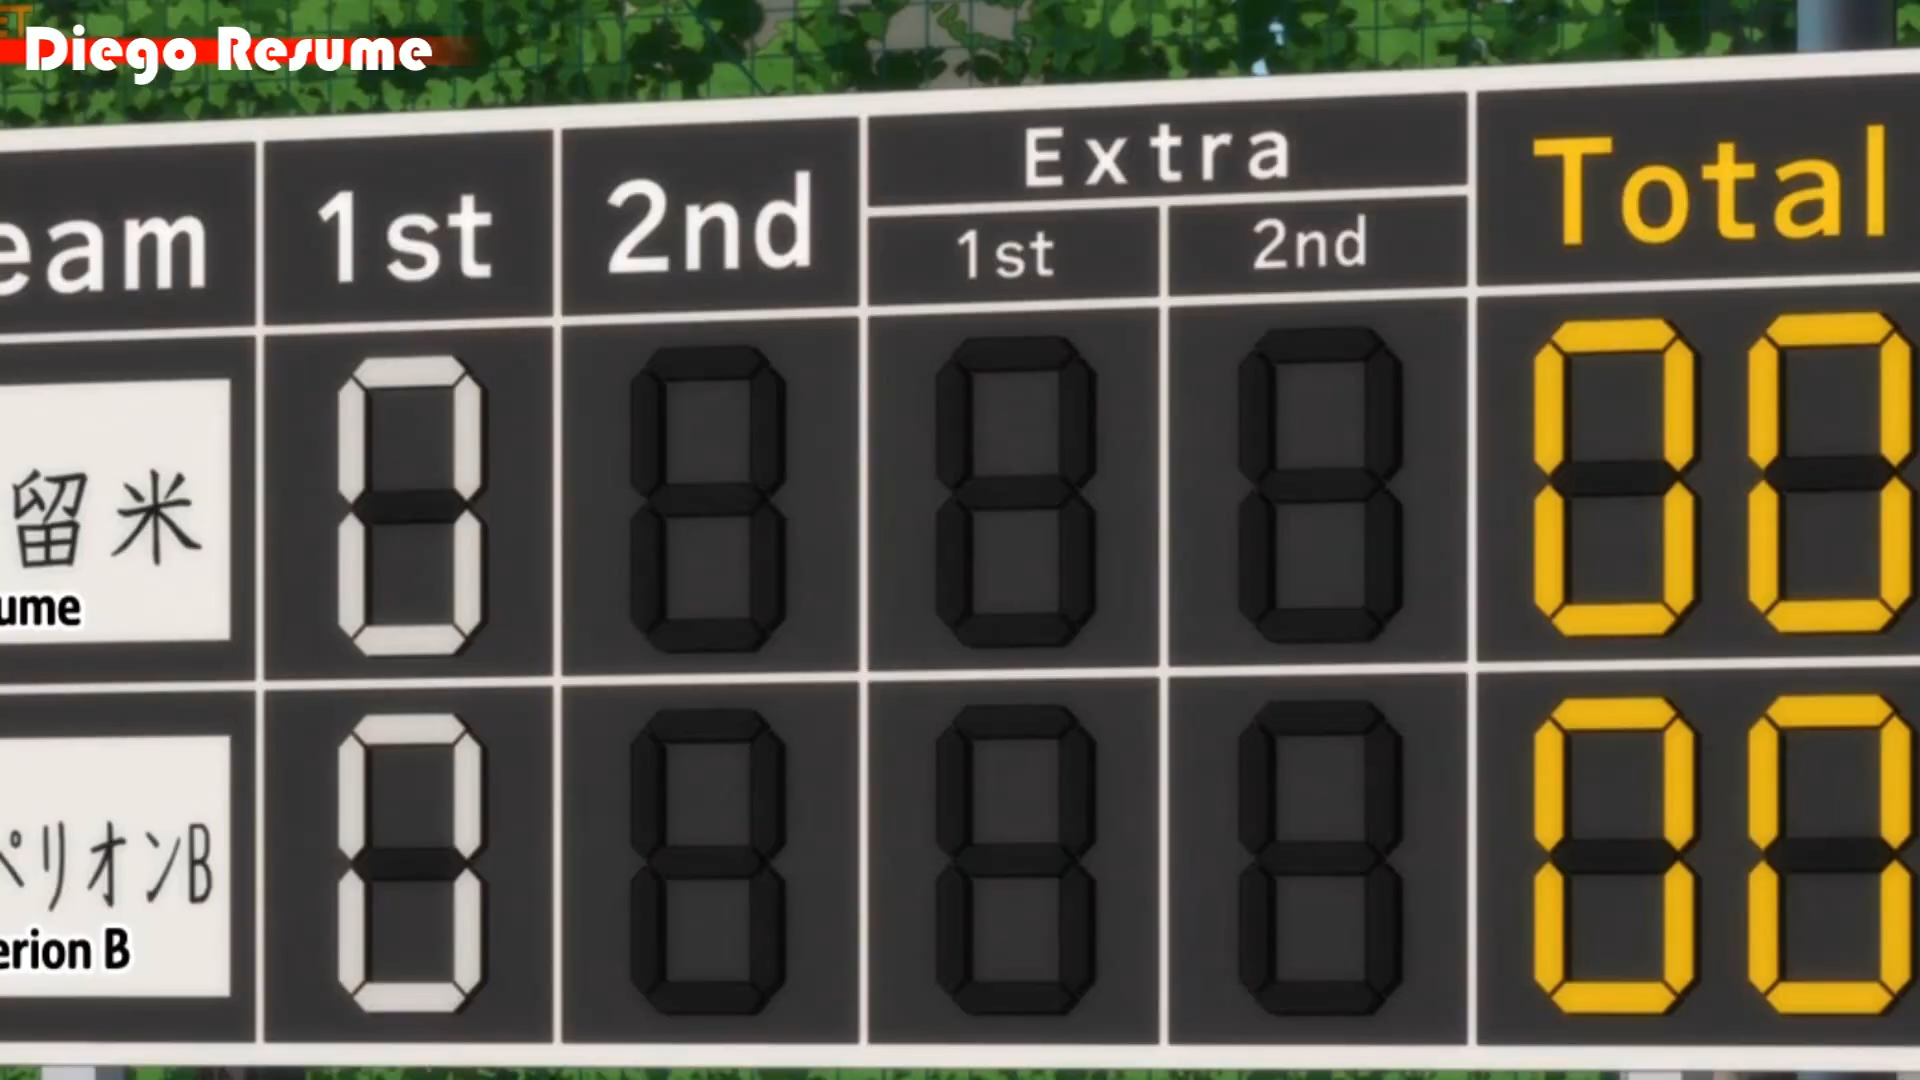 ET
Diego Resume
eam 1st 2nd Extra Total
1st 2nd
留米 0 00
ume
ペリオンB 0 00
erion B